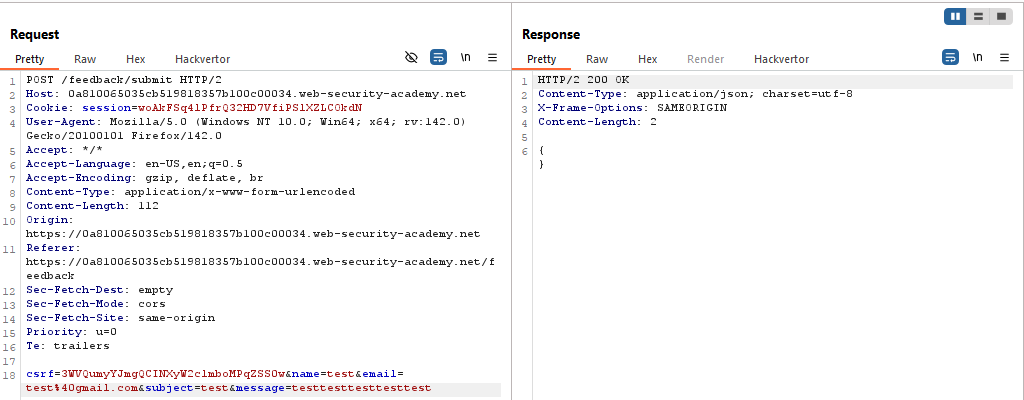 Request
Pretty Raw Hex Hackvertor \n
1 POST /feedback/submit HTTP/2
2 Host: 0a810065035cb519818357b100c00034.web-security-academy.net
3 Cookie: session=woAkFSq41PfrQ32HD7VfiPSlXZLC0kdN
4 User-Agent: Mozilla/5.0 (Windows NT 10.0; Win64; x64; rv:142.0)
Gecko/20100101 Firefox/142.0
5 Accept: */*
6 Accept-Language: en-US,en;q=0.5
7 Accept-Encoding: gzip, deflate, br
8 Content-Type: application/x-www-form-urlencoded
9 Content-Length: 112
10 Origin:
https://0a810065035cb519818357b100c00034.web-security-academy.net
11 Referer:
https://0a810065035cb519818357b100c00034.web-security-academy.net/f
eedback
12 Sec-Fetch-Dest: empty
13 Sec-Fetch-Mode: cors
14 Sec-Fetch-Site: same-origin
15 Priority: u=0
16 Te: trailers
17
18 csrf=3WVQumyYJmgQCINXyW2clmboMPqZSS0w&name=test&email=
test%40gmail.com&subject=test&message=testtesttesttesttest
Response
Pretty Raw Hex Render Hackvertor \n
1 HTTP/2 200 OK
2 Content-Type: application/json; charset=utf-8
3 X-Frame-Options: SAMEORIGIN
4 Content-Length: 2
5
6 {
}